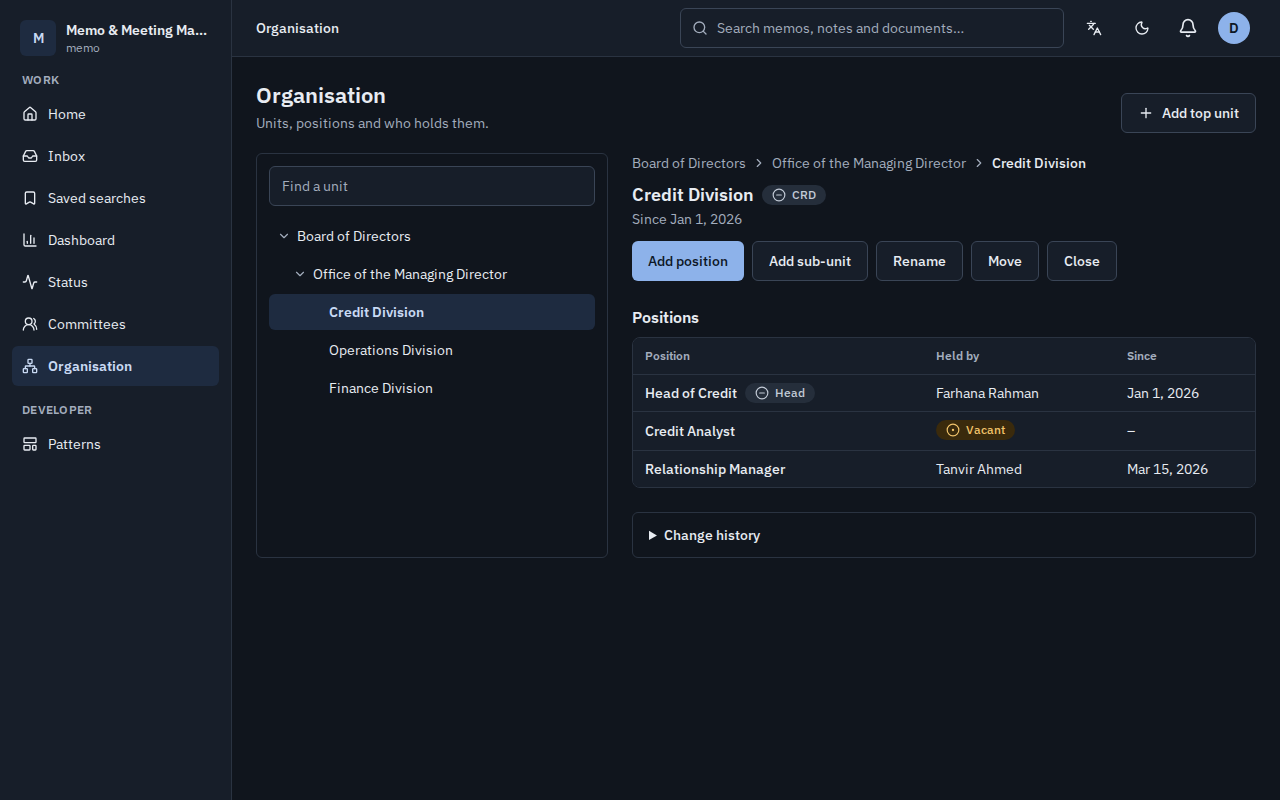 M
Memo & Meeting Ma...
memo
WORK
Home
Inbox
Saved searches
Dashboard
Status
Committees
Organisation
DEVELOPER
Patterns
Organisation
Search memos, notes and documents...
D
Organisation
Units, positions and who holds them.
Add top unit
Find a unit
Board of Directors
Office of the Managing Director
Credit Division
Operations Division
Finance Division
Board of Directors > Office of the Managing Director > Credit Division
Credit Division CRD
Since Jan 1, 2026
Add position Add sub-unit Rename Move Close
Positions
Position Held by Since
Head of Credit Head Farhana Rahman Jan 1, 2026
Credit Analyst Vacant –
Relationship Manager Tanvir Ahmed Mar 15, 2026
Change history